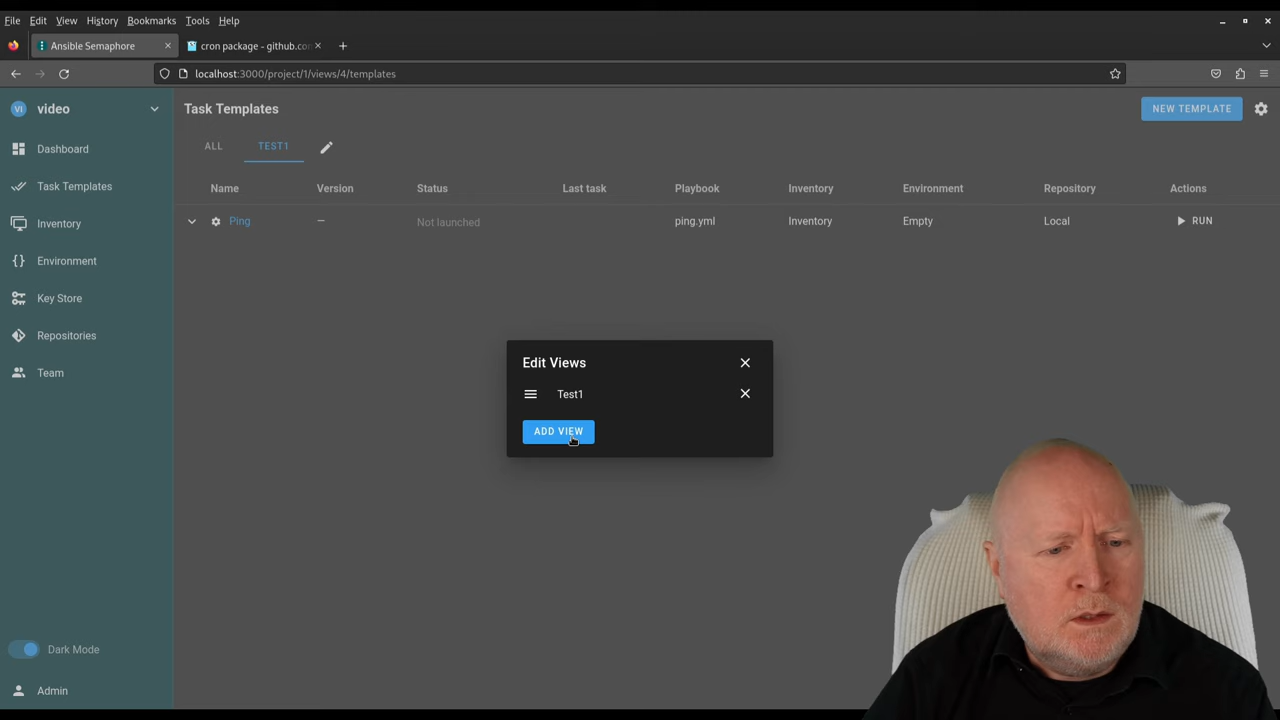 File Edit View History Bookmarks Tools Help
Ansible Semaphore
cron package - github.co
localhost:3000/project/1/views/4/templates
VI video
Task Templates
NEW TEMPLATE
Dashboard
Task Templates
Inventory
Environment
Key Store
Repositories
Team
ALL TEST1
Name Version Status Last task Playbook Inventory Environment Repository Actions
Ping — Not launched ping.yml Inventory Empty Local RUN
Edit Views
Test1
ADD VIEW
Dark Mode
Admin